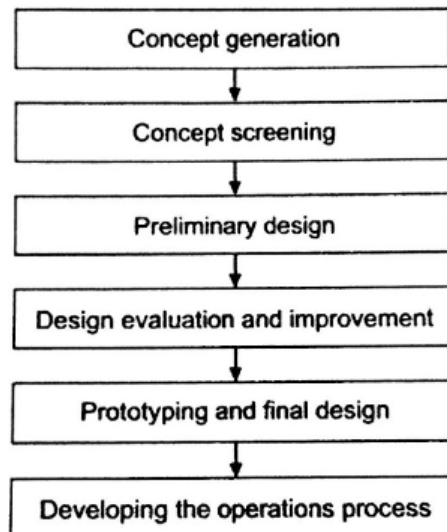 Concept generation
Concept screening
Preliminary design
Design evaluation and improvement
Prototyping and final design
Developing the operations process